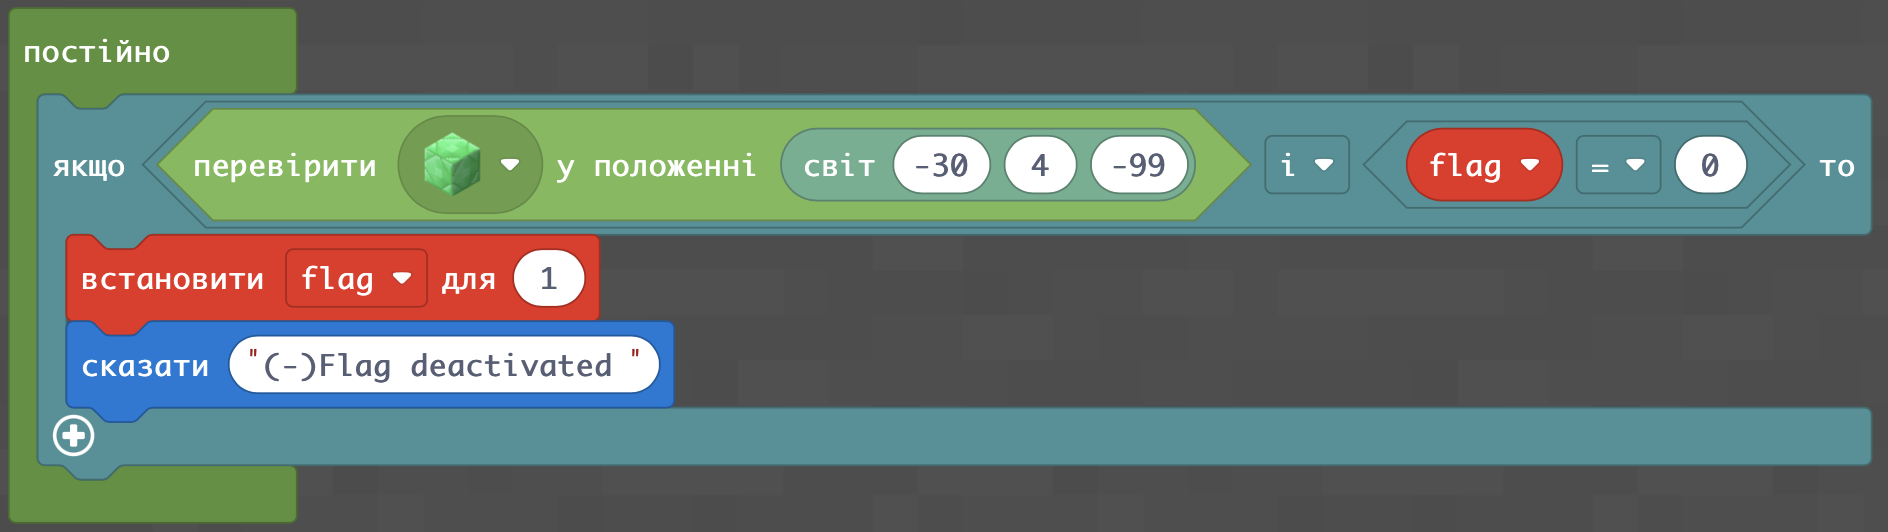 постійно
якщо перевірити у положенні світ -30 4 -99 і flag = 0 то
встановити flag для 1
сказати "(-)Flag deactivated "